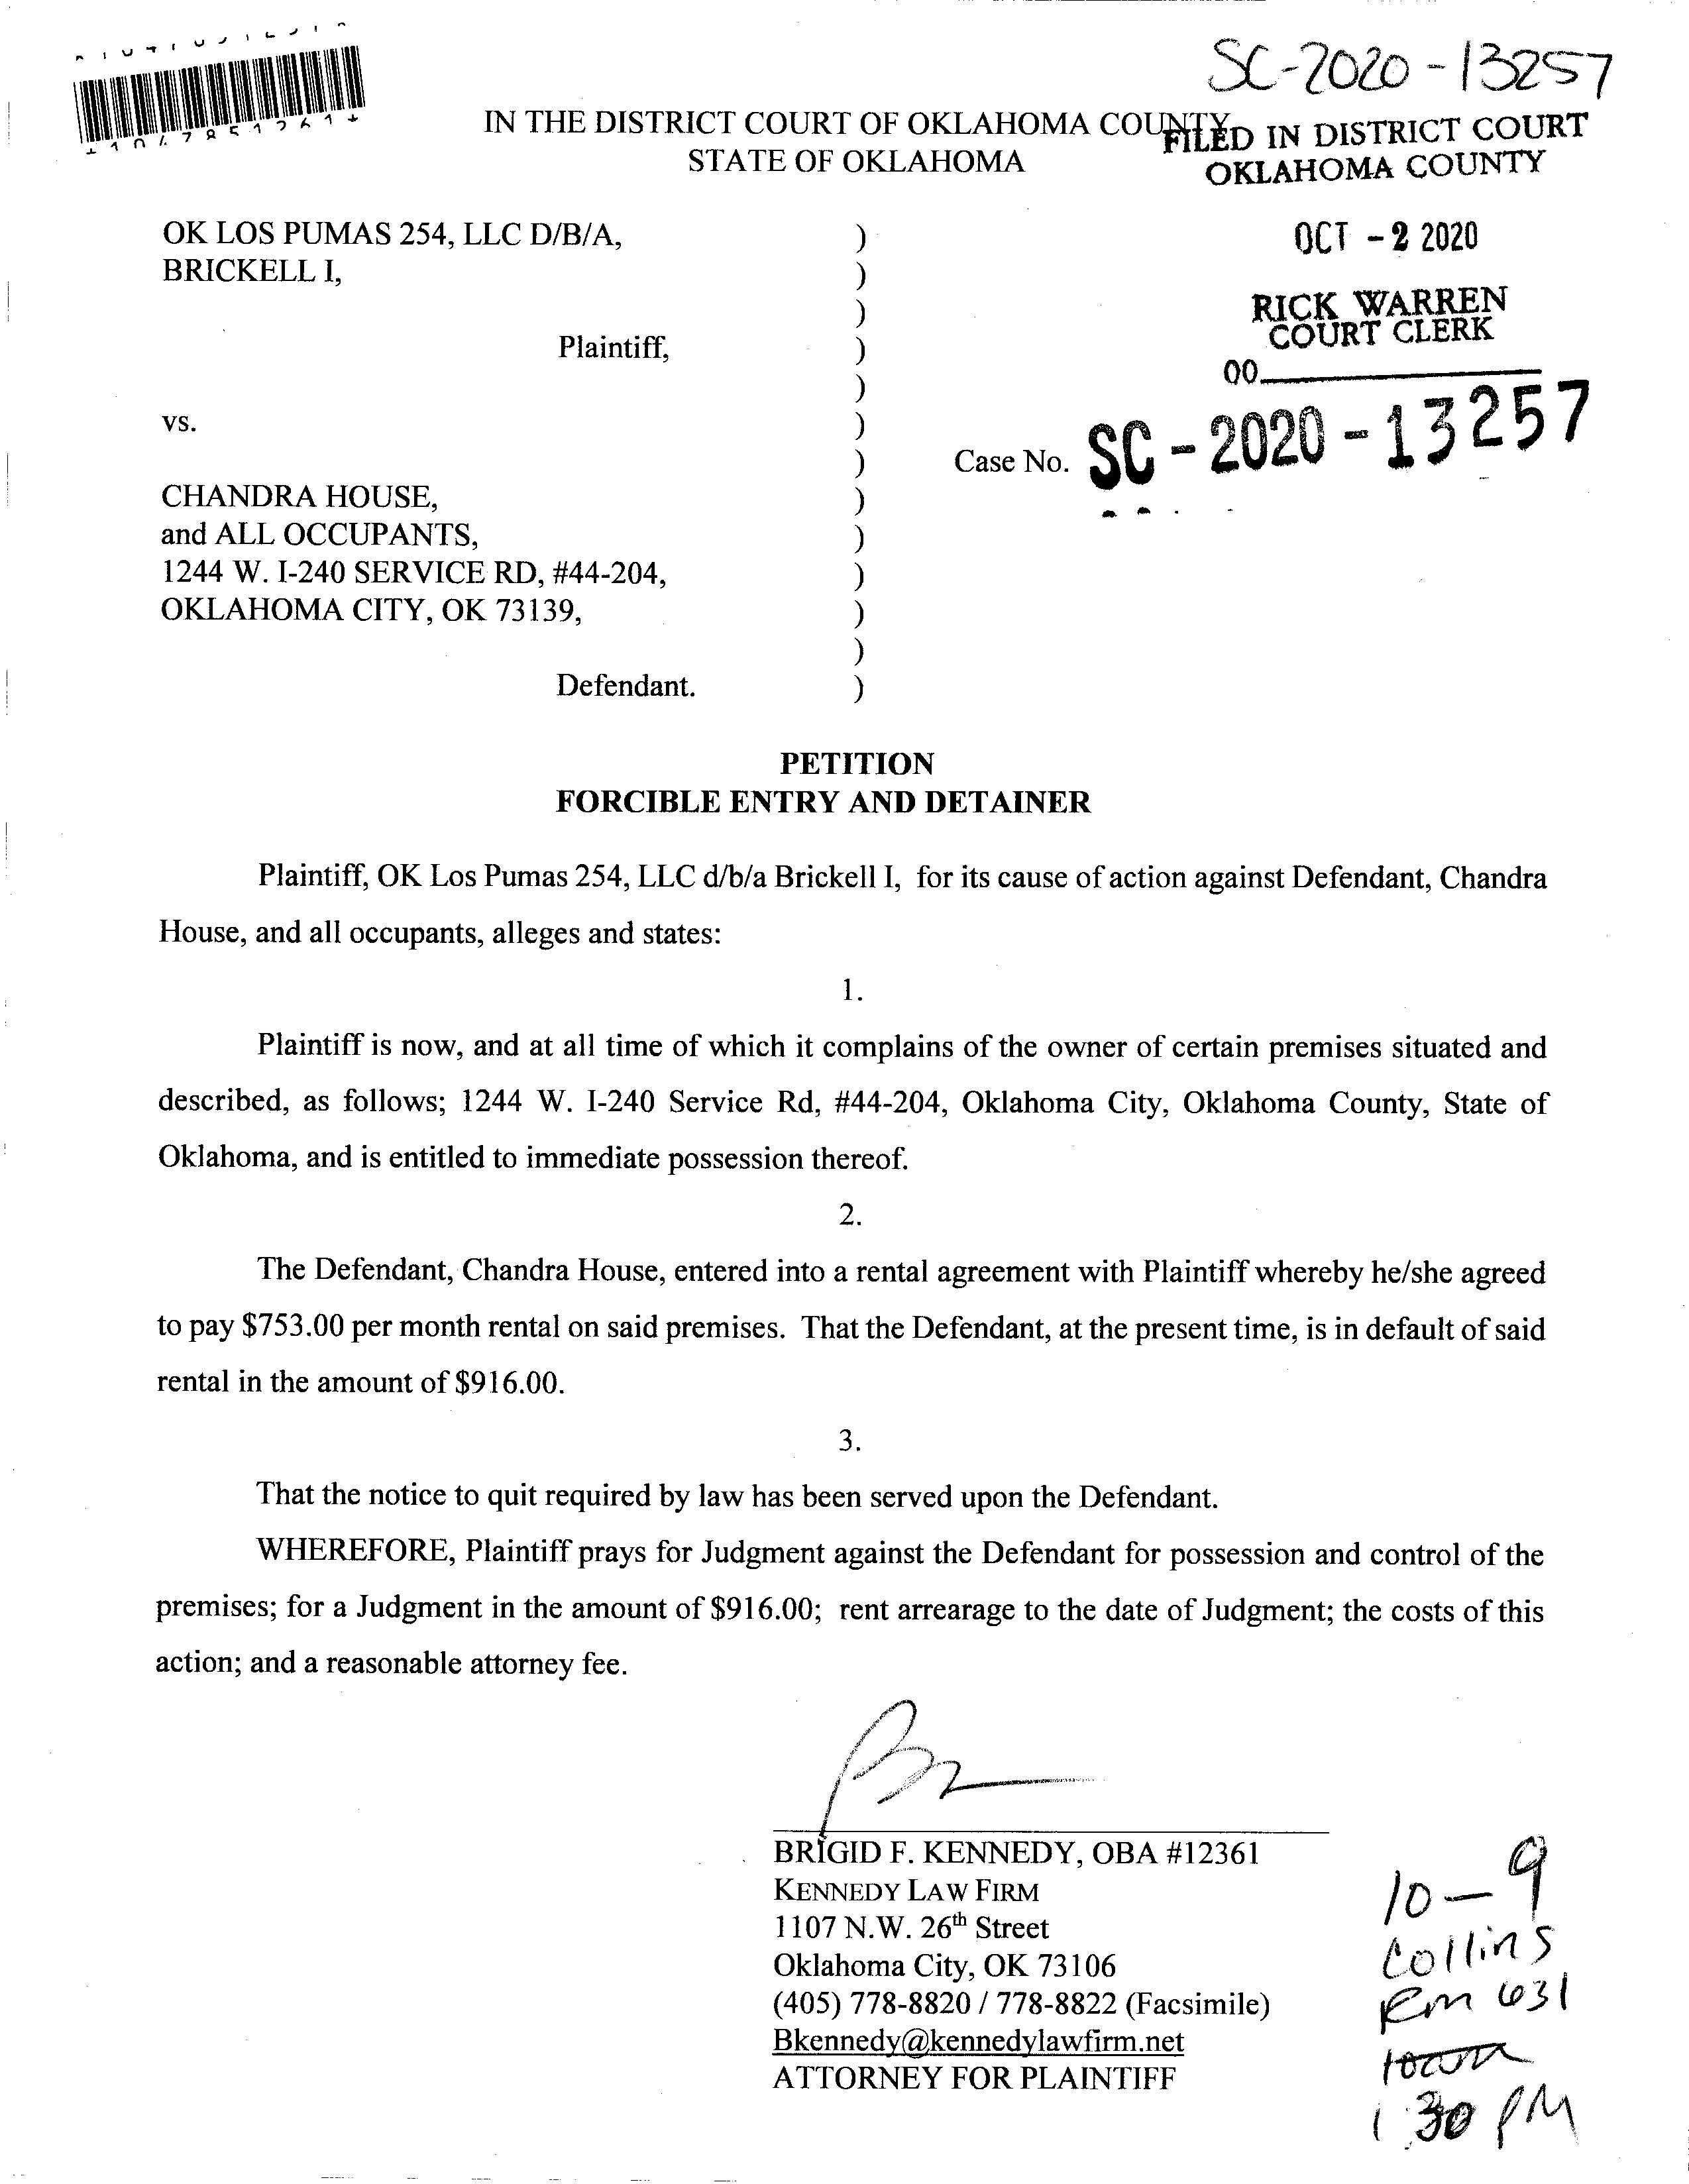 SC-2020-13257
IN THE DISTRICT COURT OF OKLAHOMA COUNTY
STATE OF OKLAHOMA
FILED IN DISTRICT COURT
OKLAHOMA COUNTY
OCT -2 2020
RICK WARREN
COURT CLERK
00
OK LOS PUMAS 254, LLC D/B/A, )
BRICKELL I, )
)
Plaintiff, )
)
vs. )
) Case No. SC-2020-13257
CHANDRA HOUSE, )
and ALL OCCUPANTS, )
1244 W. I-240 SERVICE RD, #44-204, )
OKLAHOMA CITY, OK 73139, )
)
Defendant. )
PETITION
FORCIBLE ENTRY AND DETAINER
Plaintiff, OK Los Pumas 254, LLC d/b/a Brickell I, for its cause of action against Defendant, Chandra
House, and all occupants, alleges and states:
1.
Plaintiff is now, and at all time of which it complains of the owner of certain premises situated and
described, as follows; 1244 W. I-240 Service Rd, #44-204, Oklahoma City, Oklahoma County, State of
Oklahoma, and is entitled to immediate possession thereof.
2.
The Defendant, Chandra House, entered into a rental agreement with Plaintiff whereby he/she agreed
to pay $753.00 per month rental on said premises. That the Defendant, at the present time, is in default of said
rental in the amount of $916.00.
3.
That the notice to quit required by law has been served upon the Defendant.
WHEREFORE, Plaintiff prays for Judgment against the Defendant for possession and control of the
premises; for a Judgment in the amount of $916.00; rent arrearage to the date of Judgment; the costs of this
action; and a reasonable attorney fee.
BRIGID F. KENNEDY, OBA #12361
KENNEDY LAW FIRM
1107 N.W. 26th Street
Oklahoma City, OK 73106
(405) 778-8820 / 778-8822 (Facsimile)
Bkennedy@kennedylawfirm.net
ATTORNEY FOR PLAINTIFF
10-9
Collins
Rm 631
1:30 PM